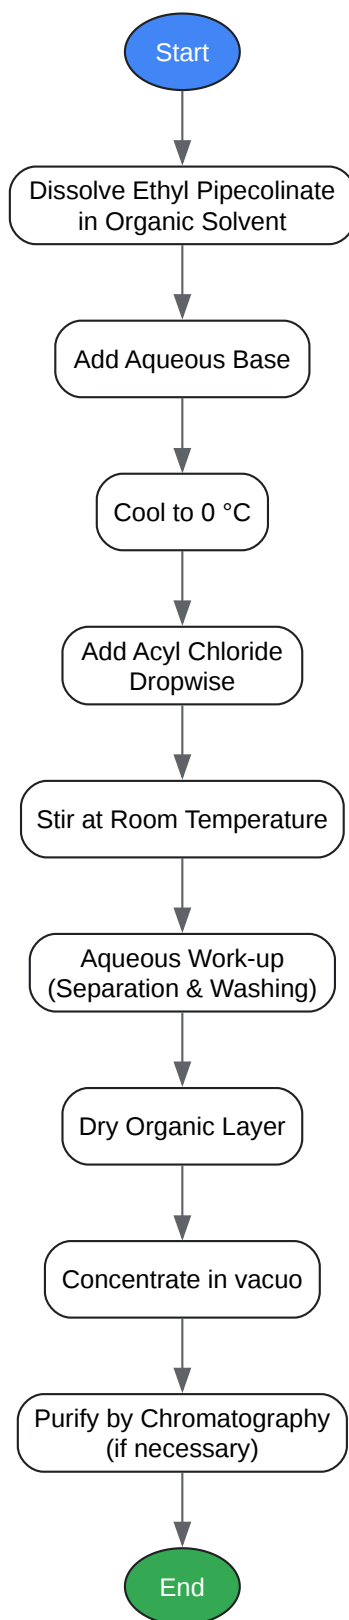 Start
Dissolve Ethyl Pipecolinate
in Organic Solvent
Add Aqueous Base
Cool to 0 °C
Add Acyl Chloride
Dropwise
Stir at Room Temperature
Aqueous Work-up
(Separation & Washing)
Dry Organic Layer
Concentrate in vacuo
Purify by Chromatography
(if necessary)
End